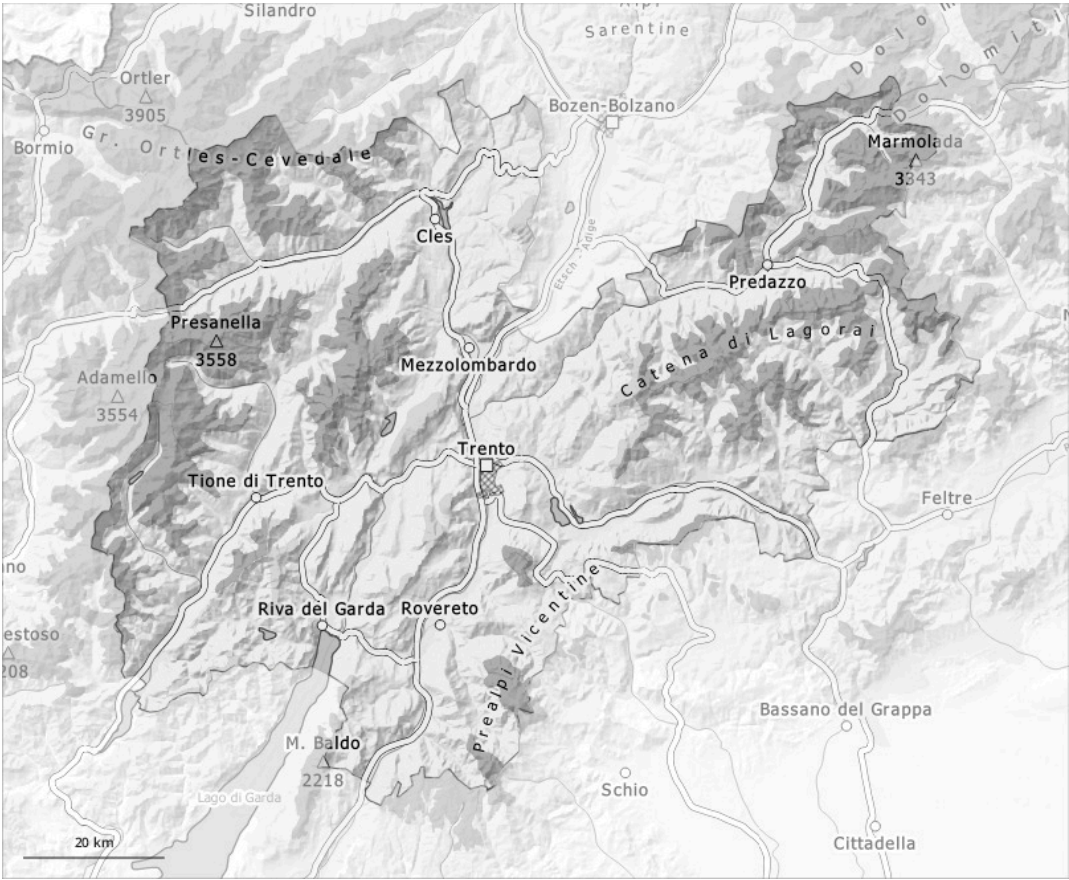 Silandro
Sarentine
Ortler
3905
Bozen-Bolzano
Dolomiti
Bormio
Gr. Ortles-Cevedale
Marmolada
3343
Cles
Etsch - Adige
Predazzo
Presanella
3558
Catena di Lagorai
Mezzolombardo
Adamello
3554
Trento
Tione di Trento
Feltre
Riva del Garda
Rovereto
Prealpi Vicentine
208
Bassano del Grappa
M. Baldo
2218
Lago di Garda
Schio
20 km
Cittadella